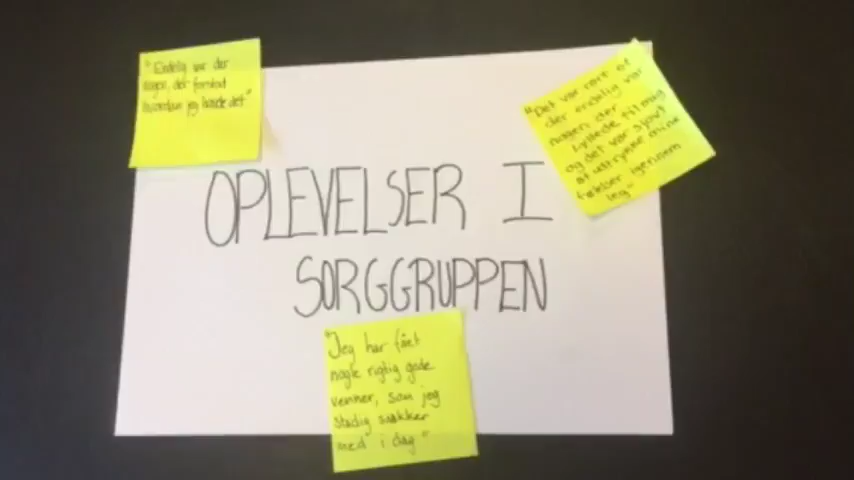 "Endelig var der
nogen, der forstod
hvordan jeg havde det"
"Det var rart at
der endelig var
nogen der
lyttede til mig
og det var sjovt
at udtrykke mine
følelser igennem
leg"
OPLEVELSER I
SORGGRUPPEN
"Jeg har fået
nogle rigtig gode
venner, som jeg
stadig snakker
med i dag"